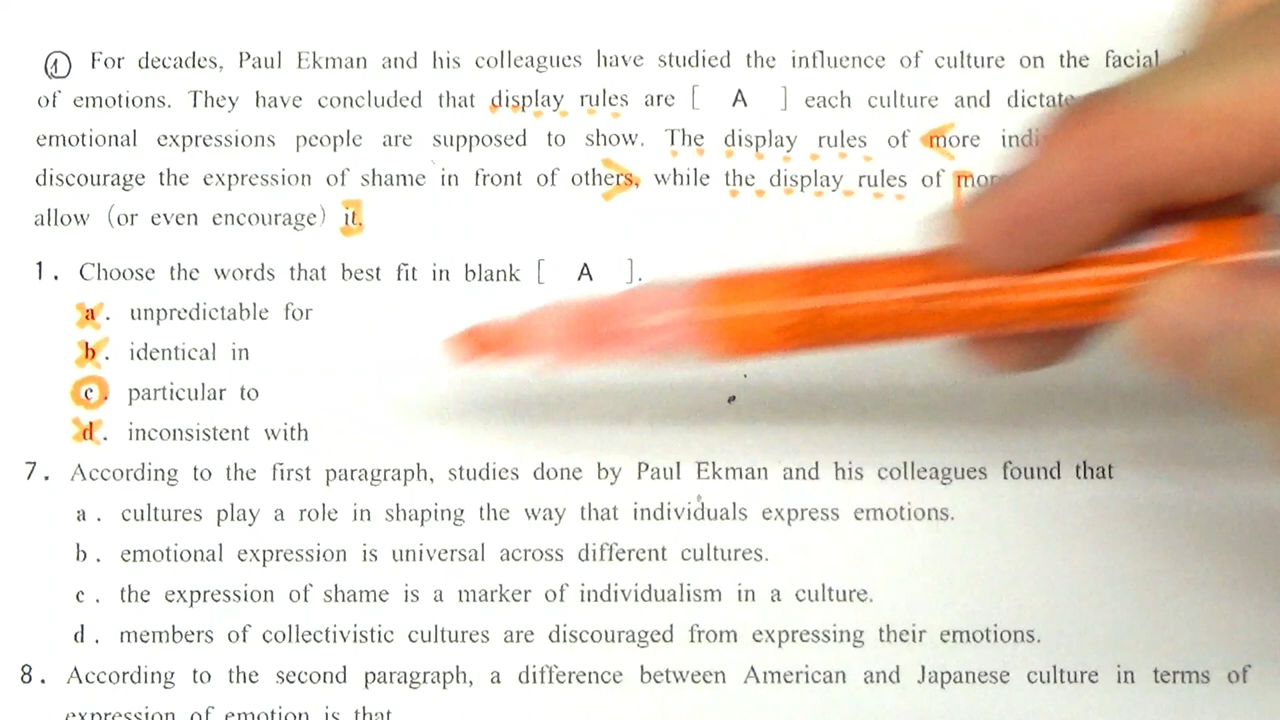 ① For decades, Paul Ekman and his colleagues have studied the influence of culture on the facial
of emotions. They have concluded that display rules are [ A ] each culture and dictate
emotional expressions people are supposed to show. The display rules of more
discourage the expression of shame in front of others, while the display rules of
allow (or even encourage) it.
1. Choose the words that best fit in blank [ A ].
a. unpredictable for
b. identical in
c. particular to
d. inconsistent with
7. According to the first paragraph, studies done by Paul Ekman and his colleagues found that
a. cultures play a role in shaping the way that individuals express emotions.
b. emotional expression is universal across different cultures.
c. the expression of shame is a marker of individualism in a culture.
d. members of collectivistic cultures are discouraged from expressing their emotions.
8. According to the second paragraph, a difference between American and Japanese culture in terms of
expression of emotion is that